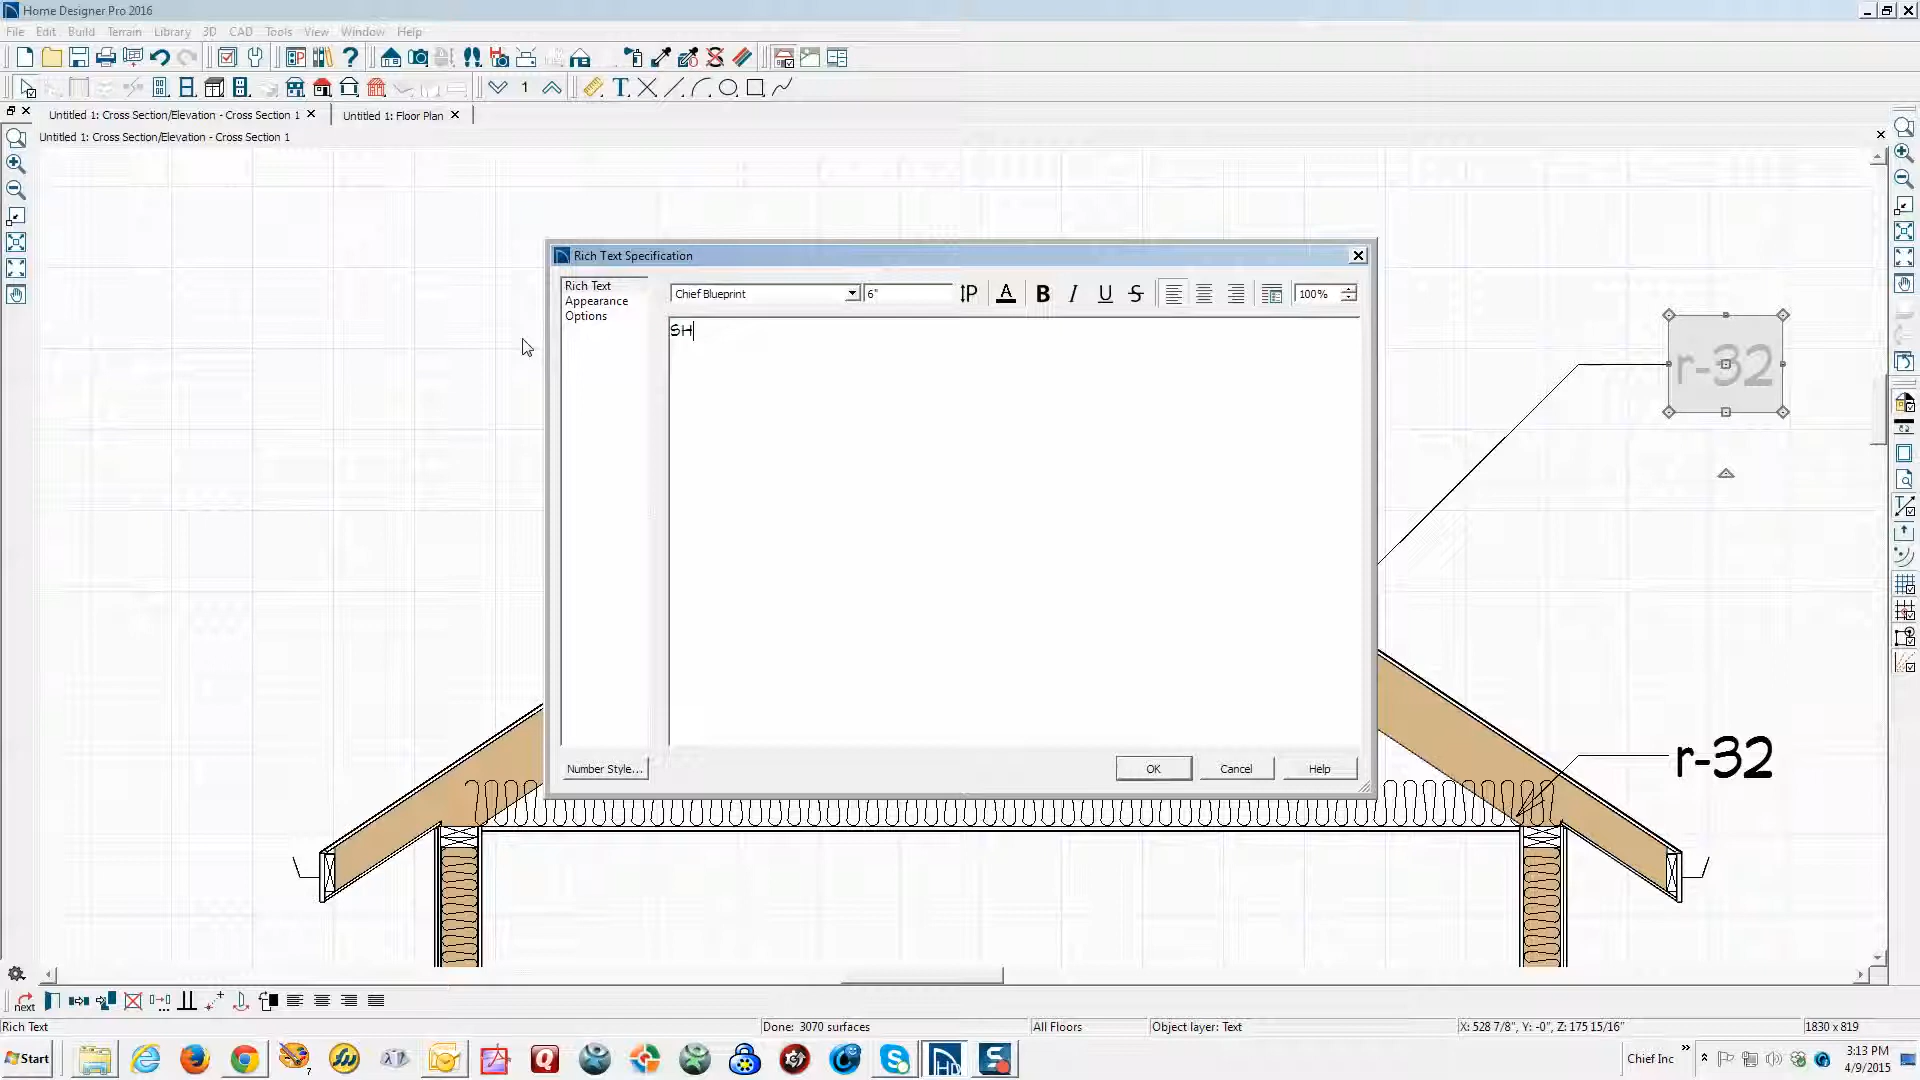 Home Designer Pro 2016
File Edit Build Terrain Library 3D CAD Tools View Window Help
1
Untitled 1: Cross Section/Elevation - Cross Section 1
Untitled 1: Floor Plan
Untitled 1: Cross Section/Elevation - Cross Section 1
Rich Text Specification
Rich Text
Appearance
Options
Chief Blueprint
6"
100%
SH
r-32
r-32
Number Style...
OK
Cancel
Help
next
Rich Text
Done: 3070 surfaces
All Floors
Object layer: Text
X: 528 7/8", Y: -0", Z: 175 15/16"
1830 x 819
Start
Chief Inc
3:13 PM
4/9/2015